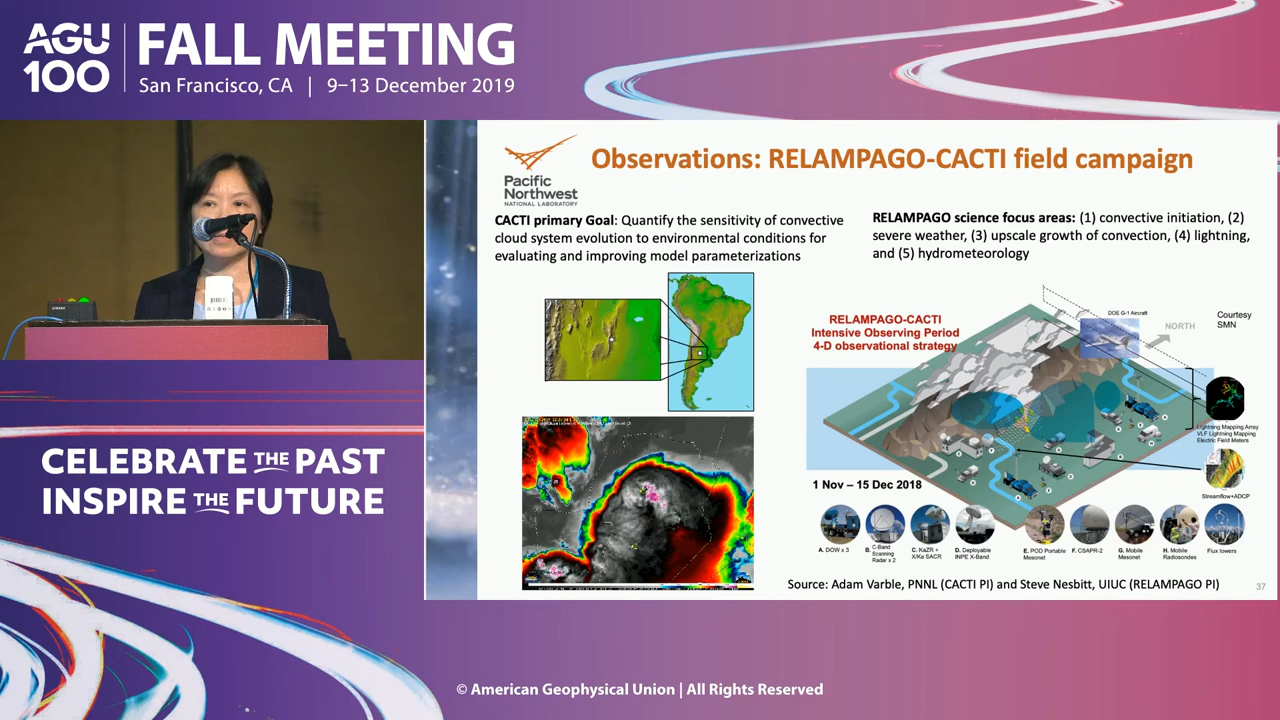 AGU
100
FALL MEETING
San Francisco, CA | 9–13 December 2019
CELEBRATE THE PAST
INSPIRE THE FUTURE
Pacific
Northwest
NATIONAL LABORATORY
Observations: RELAMPAGO-CACTI field campaign
CACTI primary Goal: Quantify the sensitivity of convective
cloud system evolution to environmental conditions for
evaluating and improving model parameterizations
RELAMPAGO science focus areas: (1) convective initiation, (2)
severe weather, (3) upscale growth of convection, (4) lightning,
and (5) hydrometeorology
RELAMPAGO-CACTI
Intensive Observing Period
4-D observational strategy
DOE G-1 Aircraft
NORTH
Courtesy
SMN
Lightning Mapping Array
VLF Lightning Mapping
Electric Field Meters
Streamflow+ADCP
1 Nov – 15 Dec 2018
A. DOW x 3
B. C-Band
Scanning
Radar x 2
C. KaZR +
X/Ka SACR
D. Deployable
INPE X-Band
E. POD Portable
Mesonet
F. CSAPR-2
G. Mobile
Mesonet
H. Mobile
Radiosondes
Flux towers
Source: Adam Varble, PNNL (CACTI PI) and Steve Nesbitt, UIUC (RELAMPAGO PI)
37
© American Geophysical Union | All Rights Reserved